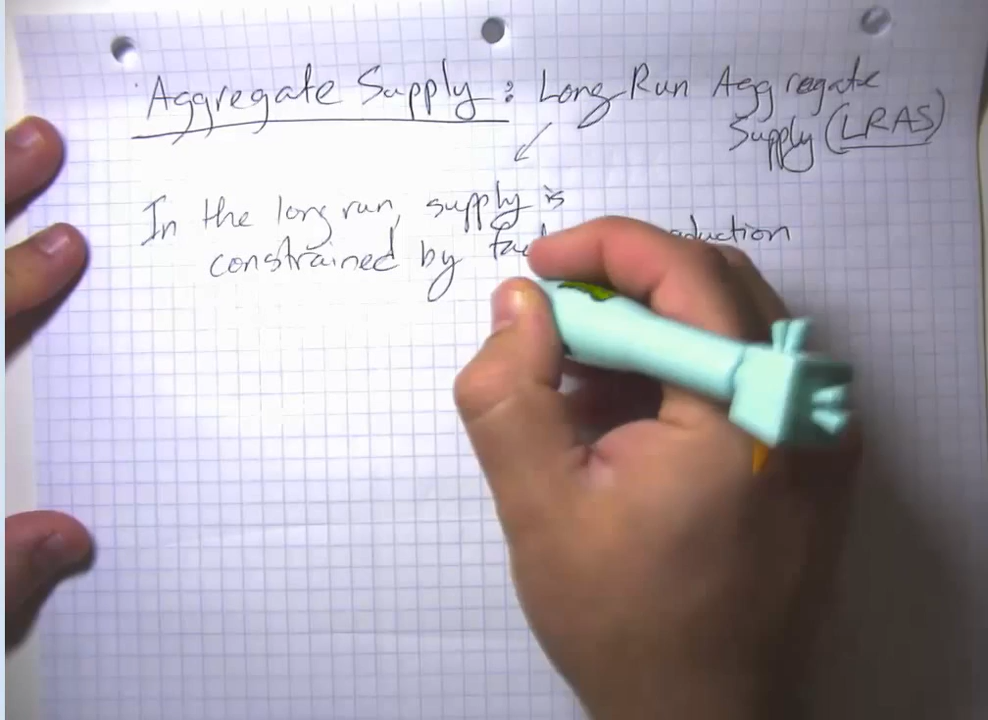 Aggregate Supply : Long Run Aggregate
Supply (LRAS)
In the long run, supply is
constrained by